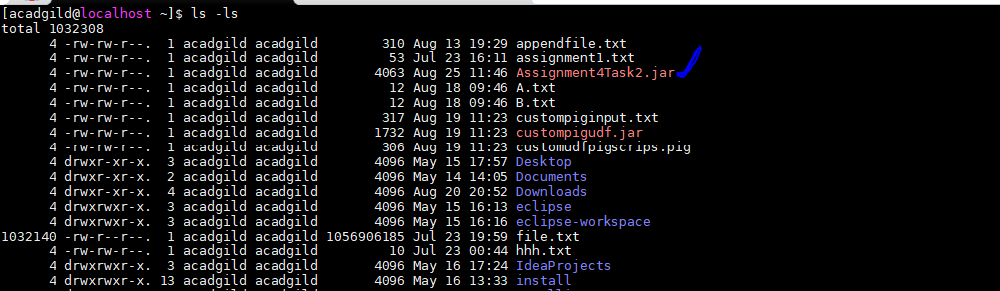 [acadgild@localhost ~]$ ls -ls
total 1032308
4 -rw-rw-r--. 1 acadgild acadgild 310 Aug 13 19:29 appendfile.txt
4 -rw-rw-r--. 1 acadgild acadgild 53 Jul 23 16:11 assignment1.txt
4 -rw-rw-r--. 1 acadgild acadgild 4063 Aug 25 11:46 Assignment4Task2.jar
4 -rw-rw-r--. 1 acadgild acadgild 12 Aug 18 09:46 A.txt
4 -rw-rw-r--. 1 acadgild acadgild 12 Aug 18 09:46 B.txt
4 -rw-rw-r--. 1 acadgild acadgild 317 Aug 19 11:23 custompiginput.txt
4 -rw-rw-r--. 1 acadgild acadgild 1732 Aug 19 11:23 custompigudf.jar
4 -rw-rw-r--. 1 acadgild acadgild 306 Aug 19 11:23 customudfpigscrips.pig
4 drwxr-xr-x. 3 acadgild acadgild 4096 May 15 17:57 Desktop
4 drwxr-xr-x. 2 acadgild acadgild 4096 May 14 14:05 Documents
4 drwxr-xr-x. 4 acadgild acadgild 4096 Aug 20 20:52 Downloads
4 drwxrwxr-x. 3 acadgild acadgild 4096 May 15 16:13 eclipse
4 drwxrwxr-x. 3 acadgild acadgild 4096 May 15 16:16 eclipse-workspace
1032140 -rw-r--r--. 1 acadgild acadgild 1056906185 Jul 23 19:59 file.txt
4 -rw-rw-r--. 1 acadgild acadgild 10 Jul 23 00:44 hhh.txt
4 drwxrwxr-x. 3 acadgild acadgild 4096 May 16 17:24 IdeaProjects
4 drwxrwxr-x. 13 acadgild acadgild 4096 May 16 13:33 install